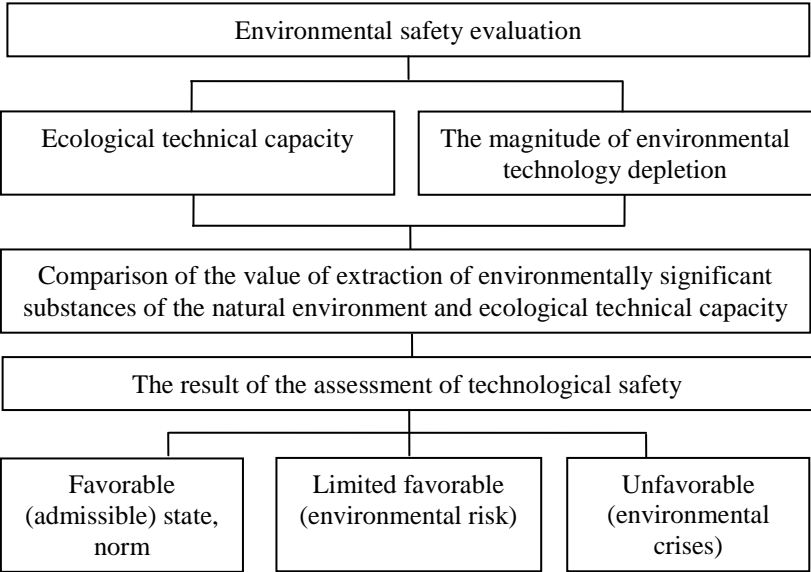 Environmental safety evaluation
Ecological technical capacity
The magnitude of environmental
technology depletion
Comparison of the value of extraction of environmentally significant
substances of the natural environment and ecological technical capacity
The result of the assessment of technological safety
Favorable
(admissible) state,
norm
Limited favorable
(environmental risk)
Unfavorable
(environmental
crises)